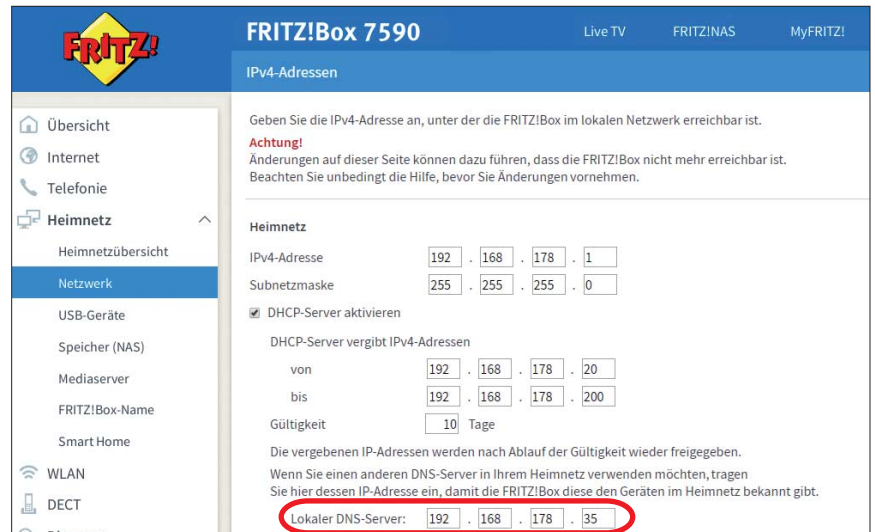 FRITZ!
FRITZ!Box 7590
Live TV FRITZ!NAS MyFRITZ!
IPv4-Adressen
Übersicht
Internet
Telefonie
Heimnetz
Heimnetzübersicht
Netzwerk
USB-Geräte
Speicher (NAS)
Mediaserver
FRITZ!Box-Name
Smart Home
WLAN
DECT
Geben Sie die IPv4-Adresse an, unter der die FRITZ!Box im lokalen Netzwerk erreichbar ist.
Achtung!
Änderungen auf dieser Seite können dazu führen, dass die FRITZ!Box nicht mehr erreichbar ist.
Beachten Sie unbedingt die Hilfe, bevor Sie Änderungen vornehmen.
Heimnetz
IPv4-Adresse 192 . 168 . 178 . 1
Subnetzmaske 255 . 255 . 255 . 0
DHCP-Server aktivieren
DHCP-Server vergibt IPv4-Adressen
von 192 . 168 . 178 . 20
bis 192 . 168 . 178 . 200
Gültigkeit 10 Tage
Die vergebenen IP-Adressen werden nach Ablauf der Gültigkeit wieder freigegeben.
Wenn Sie einen anderen DNS-Server in Ihrem Heimnetz verwenden möchten, tragen
Sie hier dessen IP-Adresse ein, damit die FRITZ!Box diese den Geräten im Heimnetz bekannt gibt.
Lokaler DNS-Server: 192 . 168 . 178 . 35